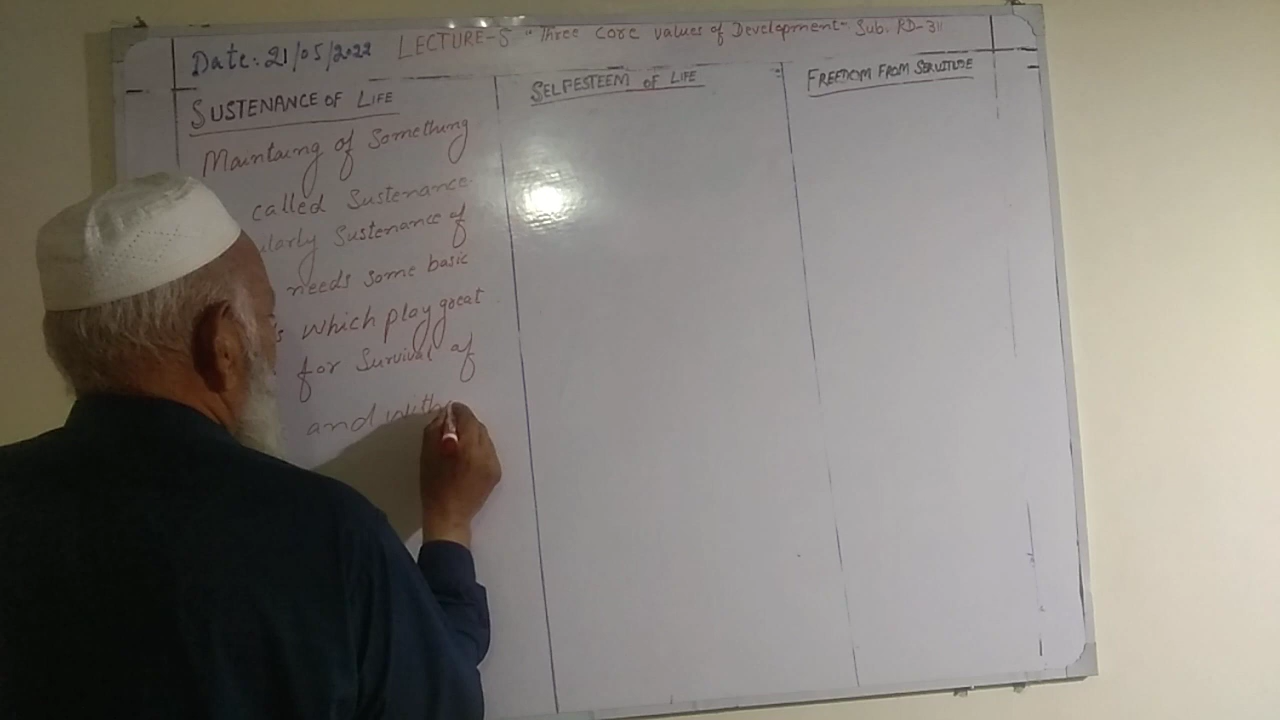 Date: 21/05/2022 LECTURE-5 "Three Core values of Development" Sub. RD-311
SUSTENANCE OF LIFE
Maintaing of Something
called Sustenance.
ularly Sustenance of
needs some basic
s which play great
for Survival of
and
SELFESTEEM OF LIFE
FREEDOM FROM SERVITUDE